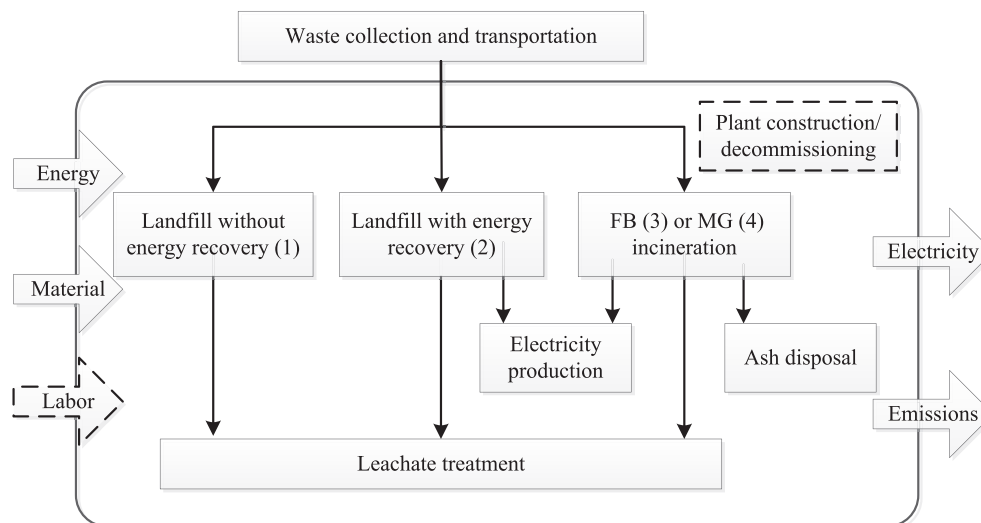 Waste collection and transportation
Plant construction/
decommissioning
Energy
Landfill without
energy recovery (1)
Landfill with energy
recovery (2)
FB (3) or MG (4)
incineration
Electricity
Material
Electricity
production
Ash disposal
Labor
Emissions
Leachate treatment